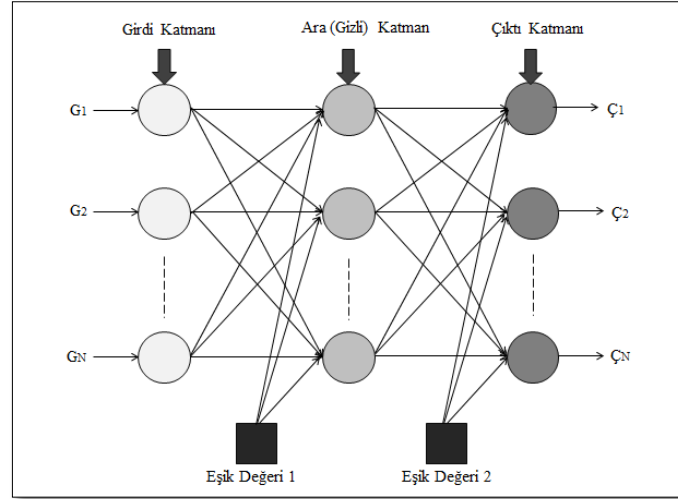 Girdi Katmanı
Ara (Gizli) Katman
Çıktı Katmanı
G1
Ç1
G2
Ç2
GN
ÇN
Eşik Değeri 1
Eşik Değeri 2